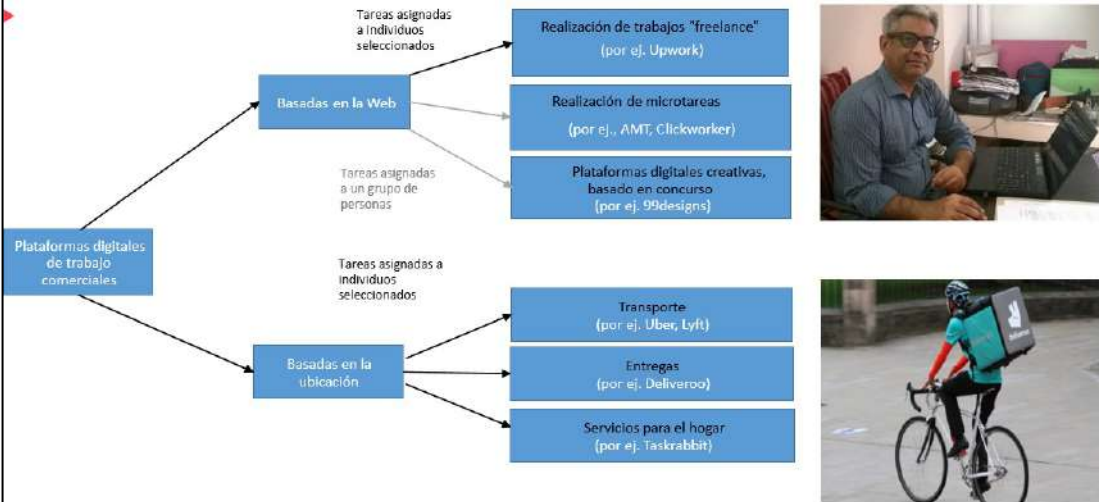 Tareas asignadas
a individuos
seleccionados
Realización de trabajos "freelance"
(por ej. Upwork)
Basadas en la Web
Realización de microtareas
(por ej., AMT, Clickworker)
Tareas asignadas
a un grupo de
personas
Plataformas digitales creativas,
basado en concurso
(por ej. 99designs)
Plataformas digitales
de trabajo
comerciales
Tareas asignadas a
individuos
seleccionados
Transporte
(por ej. Uber, Lyft)
Basadas en la
ubicación
Entregas
(por ej. Deliveroo)
Servicios para el hogar
(por ej. Taskrabbit)
deliveroo